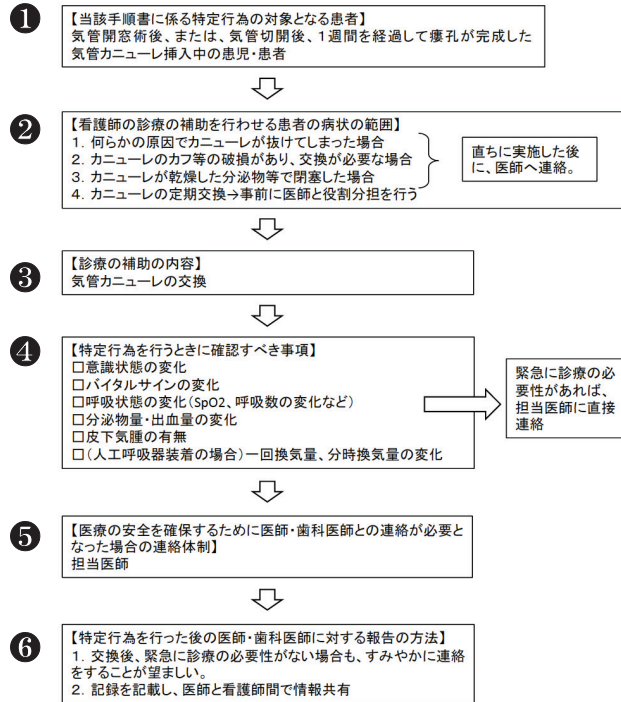 ❶
【当該手順書に係る特定行為の対象となる患者】
気管開窓術後、または、気管切開後、1週間を経過して瘻孔が完成した
気管カニューレ挿入中の患児・患者
❷
【看護師の診療の補助を行わせる患者の病状の範囲】
1. 何らかの原因でカニューレが抜けてしまった場合
2. カニューレのカフ等の破損があり、交換が必要な場合
3. カニューレが乾燥した分泌物等で閉塞した場合
4. カニューレの定期交換→事前に医師と役割分担を行う
直ちに実施した後
に、医師へ連絡。
❸
【診療の補助の内容】
気管カニューレの交換
❹
【特定行為を行うときに確認すべき事項】
□意識状態の変化
□バイタルサインの変化
□呼吸状態の変化(SpO2、呼吸数の変化など)
□分泌物量・出血量の変化
□皮下気腫の有無
□(人工呼吸器装着の場合)一回換気量、分時換気量の変化
緊急に診療の必
要性があれば、
担当医師に直接
連絡
❺
【医療の安全を確保するために医師・歯科医師との連絡が必要と
なった場合の連絡体制】
担当医師
❻
【特定行為を行った後の医師・歯科医師に対する報告の方法】
1. 交換後、緊急に診療の必要性がない場合も、すみやかに連絡
をすることが望ましい。
2. 記録を記載し、医師と看護師間で情報共有